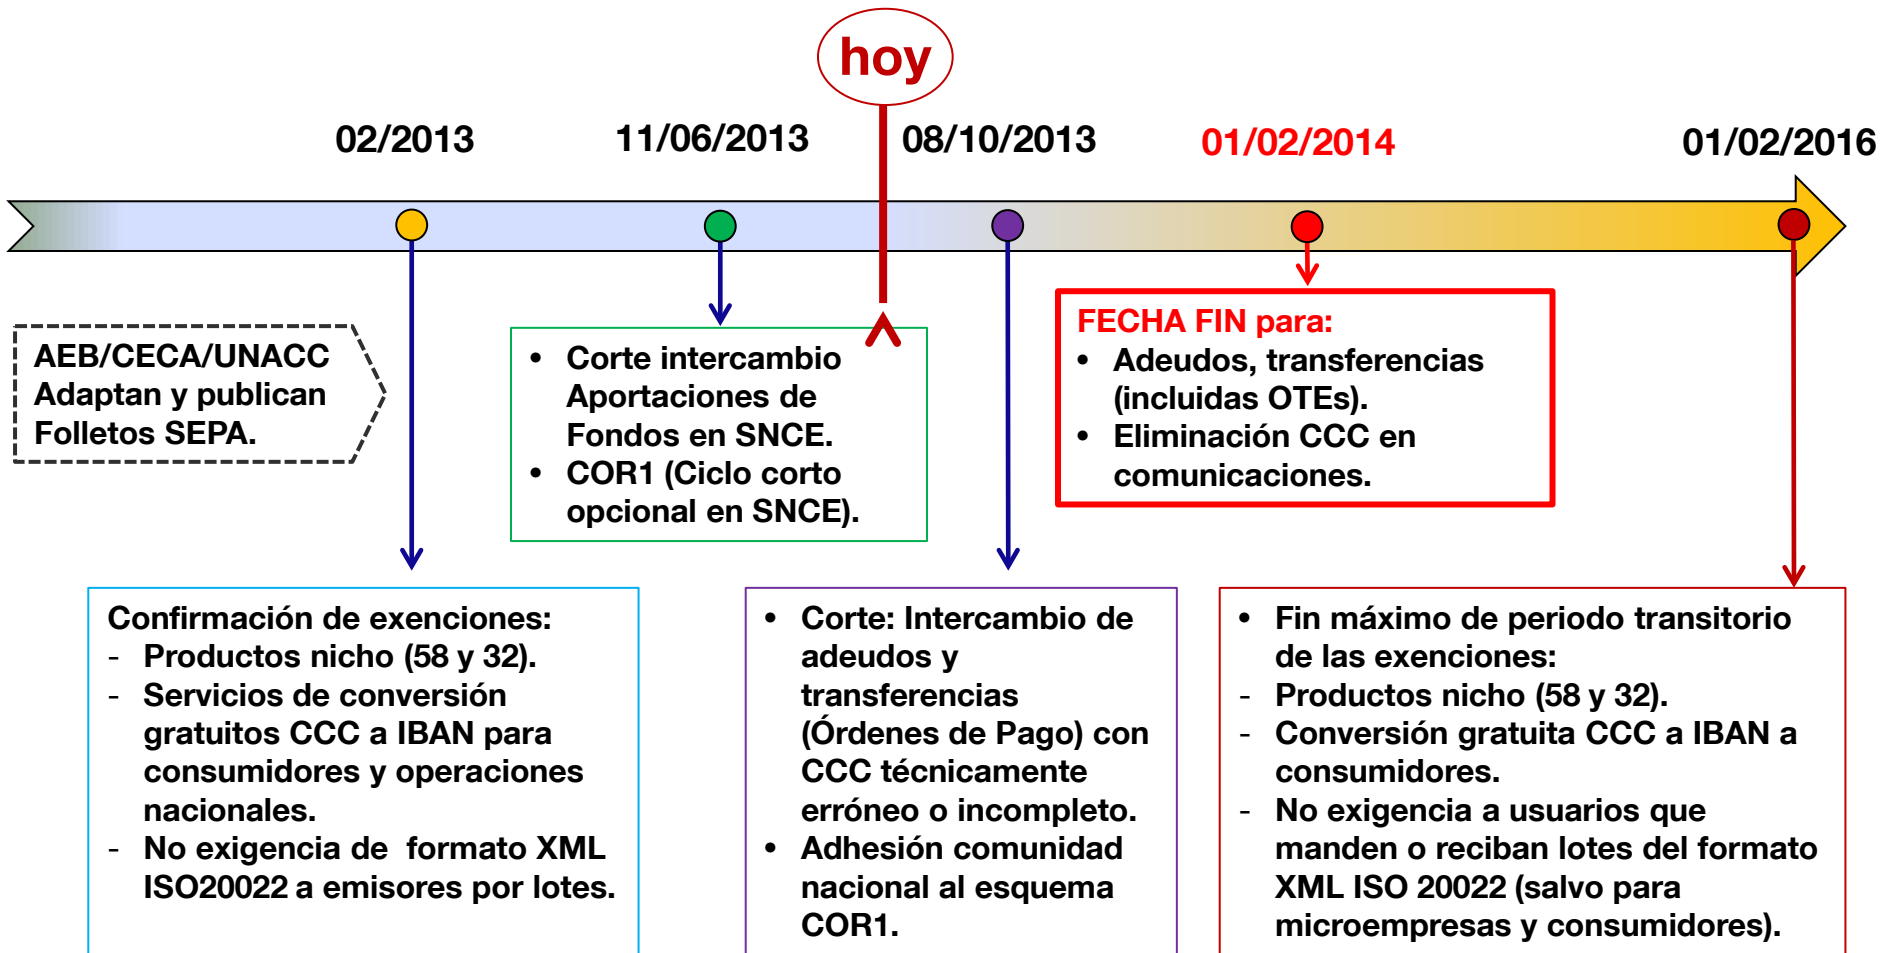 hoy
02/2013
11/06/2013
08/10/2013
01/02/2014
01/02/2016
AEB/CECA/UNACC
Adaptan y publican
Folletos SEPA.
• Corte intercambio
Aportaciones de
Fondos en SNCE.
• COR1 (Ciclo corto
opcional en SNCE).
FECHA FIN para:
• Adeudos, transferencias
(incluidas OTEs).
• Eliminación CCC en
comunicaciones.
Confirmación de exenciones:
- Productos nicho (58 y 32).
- Servicios de conversión
gratuitos CCC a IBAN para
consumidores y operaciones
nacionales.
- No exigencia de formato XML
ISO20022 a emisores por lotes.
• Corte: Intercambio de
adeudos y
transferencias
(Órdenes de Pago) con
CCC técnicamente
erróneo o incompleto.
• Adhesión comunidad
nacional al esquema
COR1.
• Fin máximo de periodo transitorio
de las exenciones:
- Productos nicho (58 y 32).
- Conversión gratuita CCC a IBAN a
consumidores.
- No exigencia a usuarios que
manden o reciban lotes del formato
XML ISO 20022 (salvo para
microempresas y consumidores).